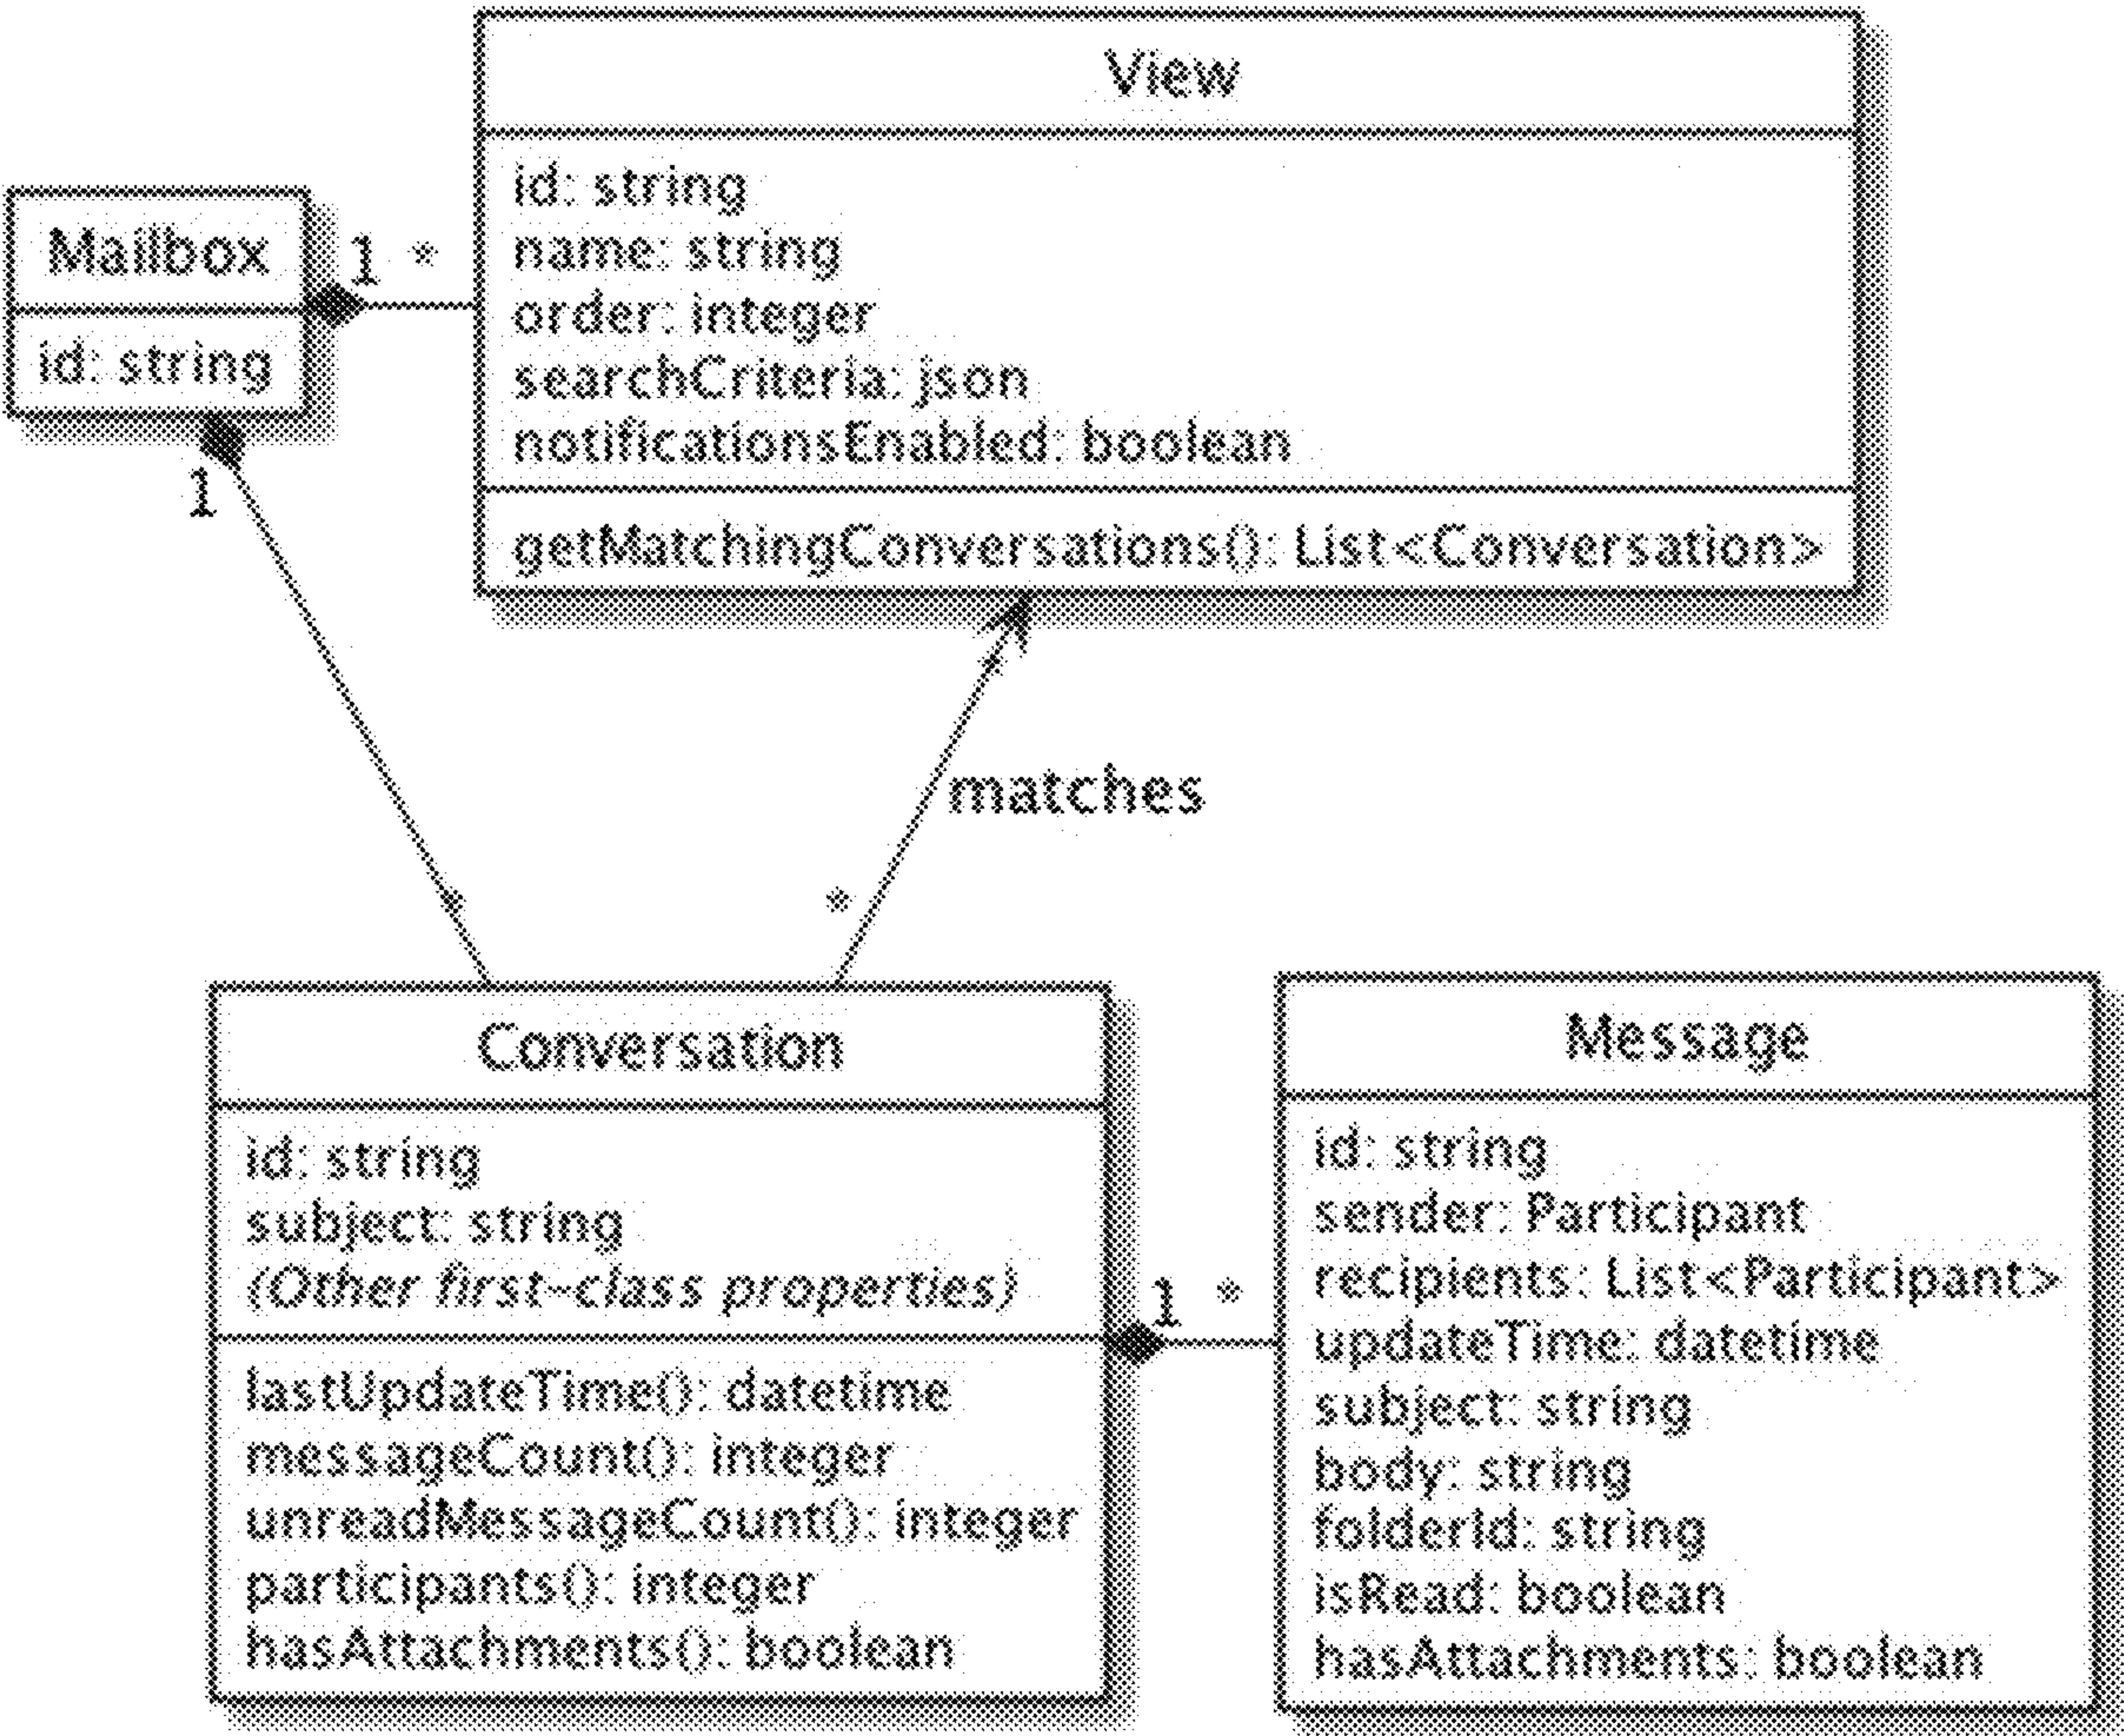 View
id: string
name: string
order: integer
searchCriteria: json
notificationsEnabled: boolean
getMatchingConversations(): List<Conversation>
Mailbox
id: string
1 *
1
*
matches
*
*
Conversation
id: string
subject: string
(Other first-class properties)
lastUpdateTime(): datetime
messageCount(): integer
unreadMessageCount(): integer
participants(): integer
hasAttachments(): boolean
1 *
Message
id: string
sender: Participant
recipients: List<Participant>
updateTime: datetime
subject: string
body: string
folderId: string
isRead: boolean
hasAttachments: boolean